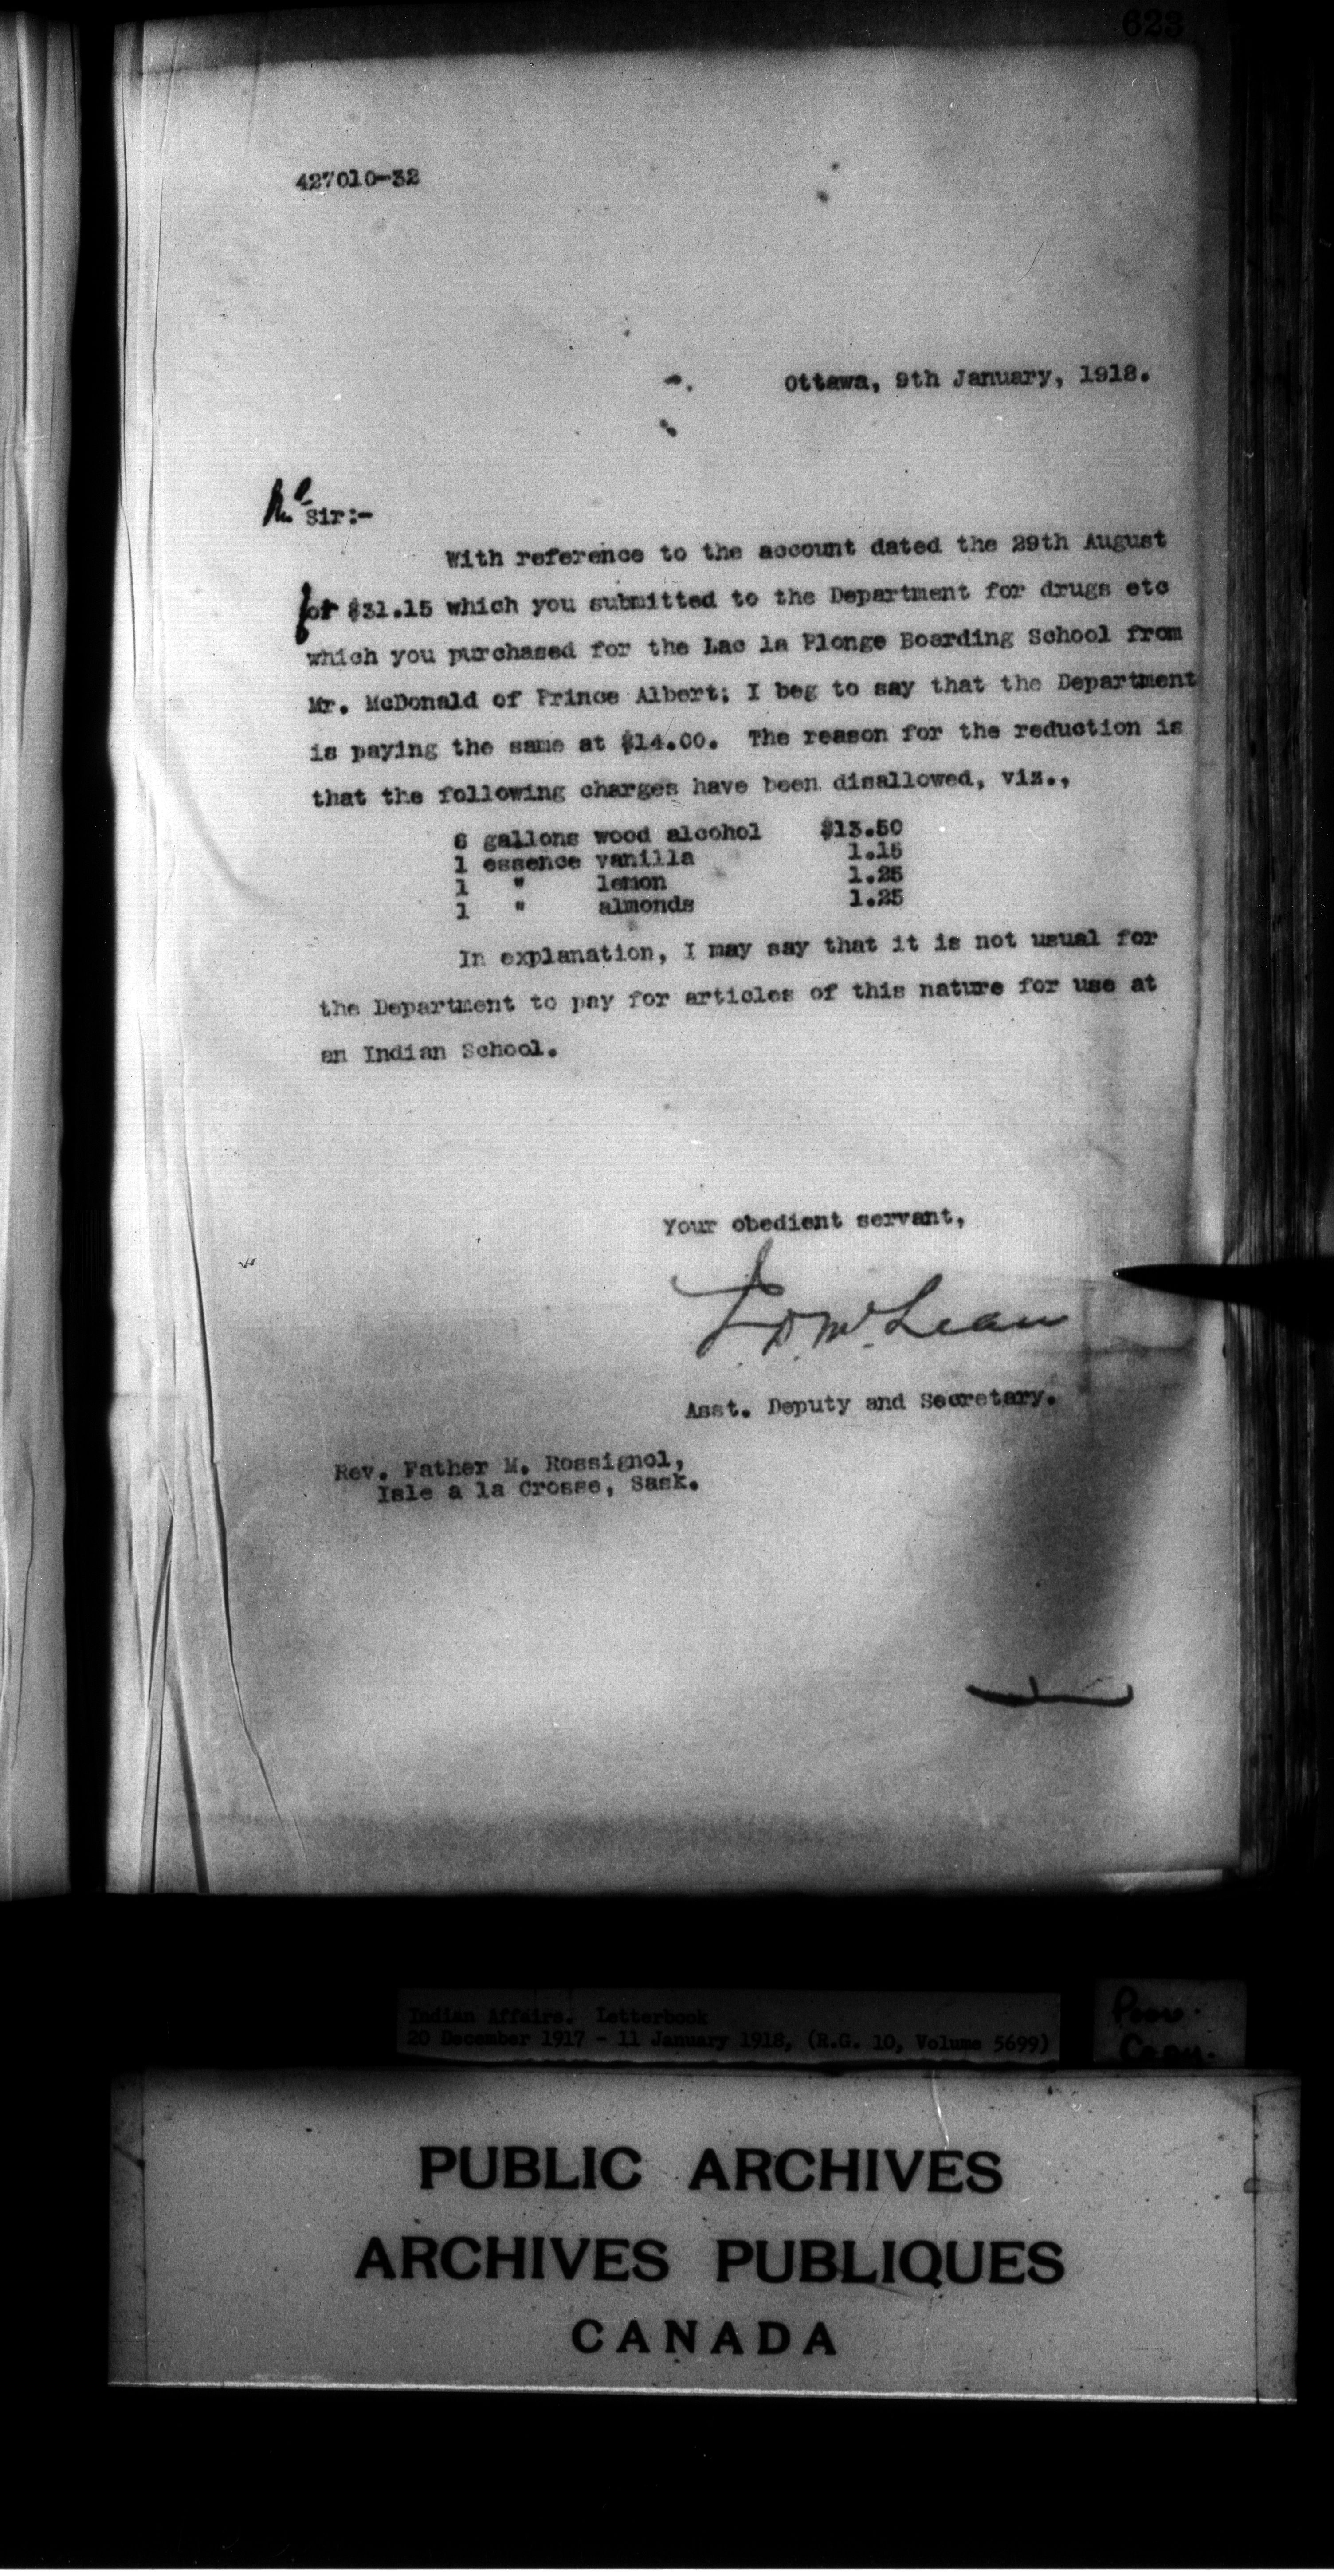 623
427010-32
Ottawa, 9th January, 1918.
Sir:-
With reference to the account dated the 29th August
for $31.15 which you submitted to the Department for drugs etc
which you purchased for the Lac la Plonge Boarding School from
Mr. McDonald of Prince Albert; I beg to say that the Department
is paying the same at $14.00. The reason for the reduction is
that the following charges have been disallowed, viz.,
6 gallons wood alcohol $13.50
1 essence vanilla 1.15
1 " lemon 1.25
1 " almonds 1.25
In explanation, I may say that it is not usual for
the Department to pay for articles of this nature for use at
an Indian School.
Your obedient servant,
J. D. McLean
Asst. Deputy and Secretary.
Rev. Father M. Rossignol,
Isle a la Crosse, Sask.
Indian Affairs. Letterbook
20 December 1917 - 11 January 1918, (R.G. 10, Volume 5699)
PUBLIC ARCHIVES
ARCHIVES PUBLIQUES
CANADA